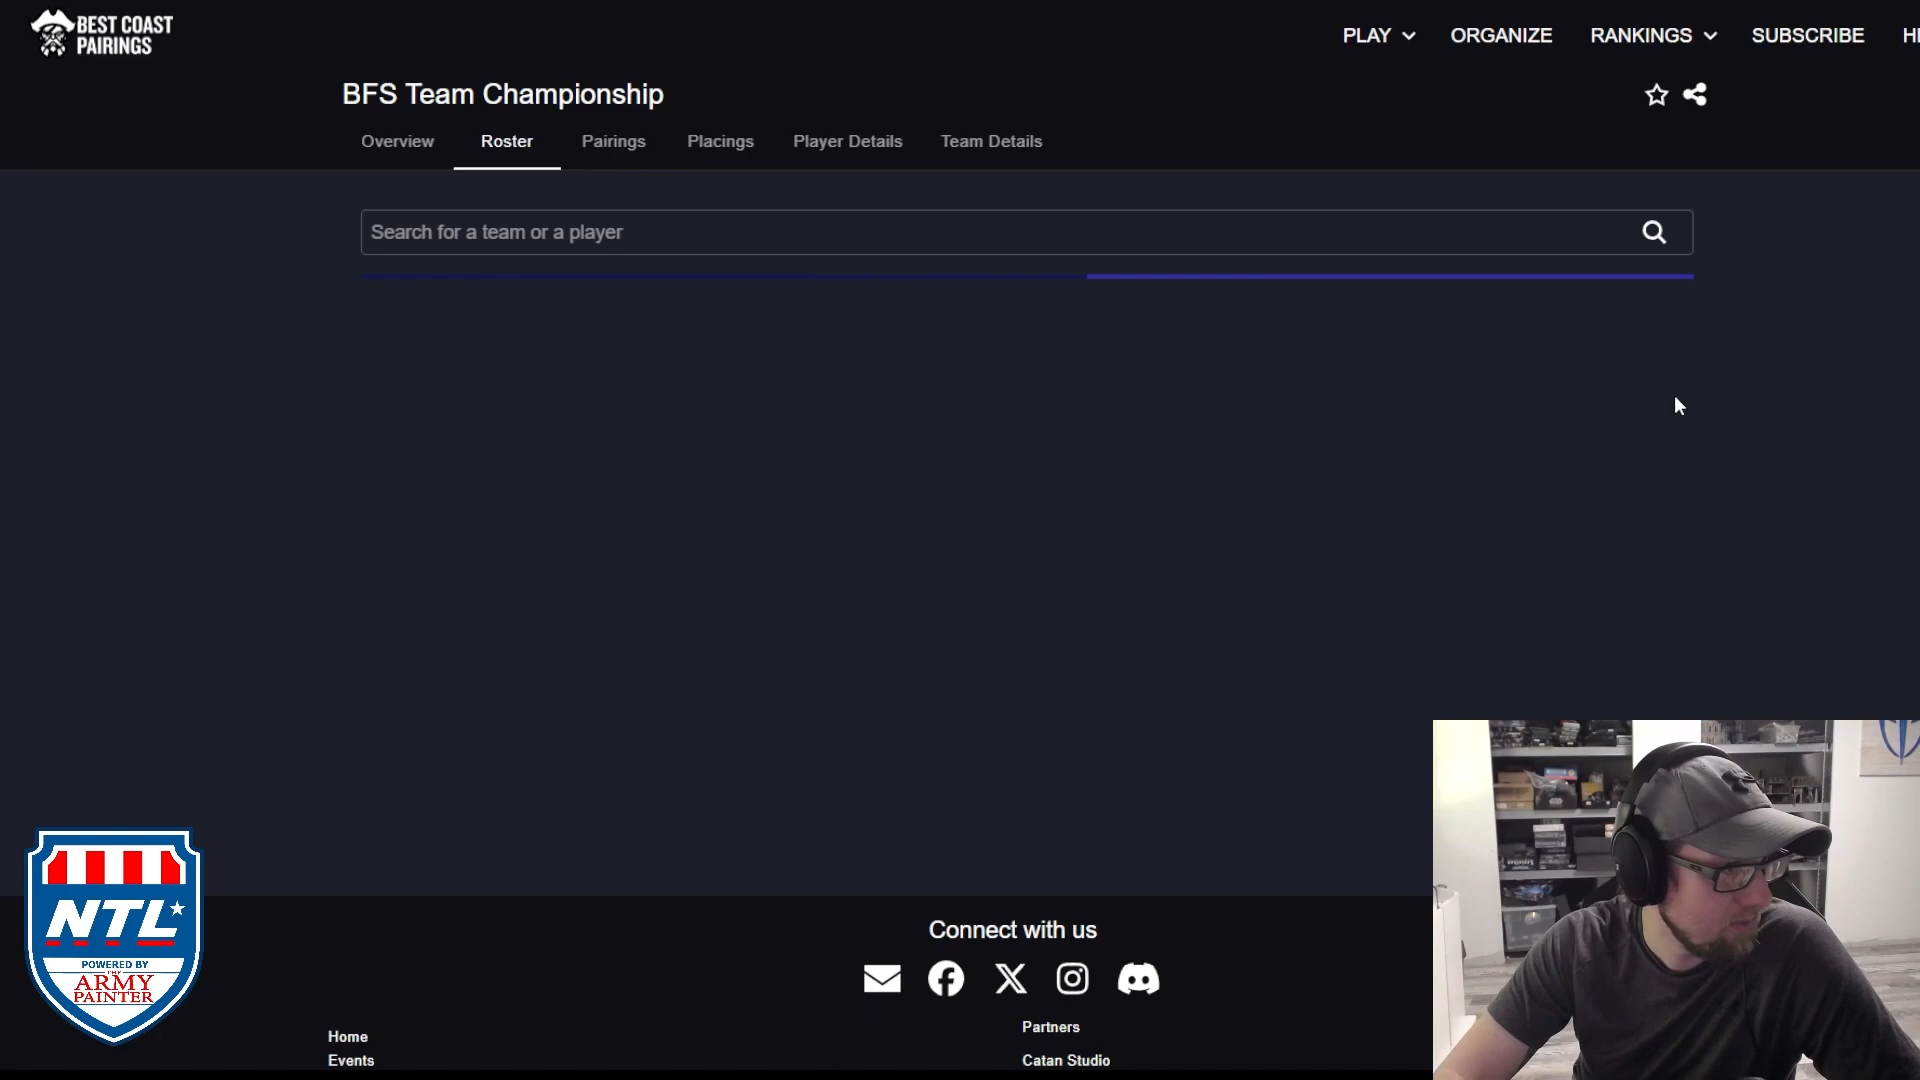 BEST COAST
PAIRINGS
PLAY
ORGANIZE
RANKINGS
SUBSCRIBE
BFS Team Championship
Overview
Roster
Pairings
Placings
Player Details
Team Details
Search for a team or a player
NTL
POWERED BY
THE
ARMY
PAINTER
Connect with us
Home
Events
Partners
Catan Studio